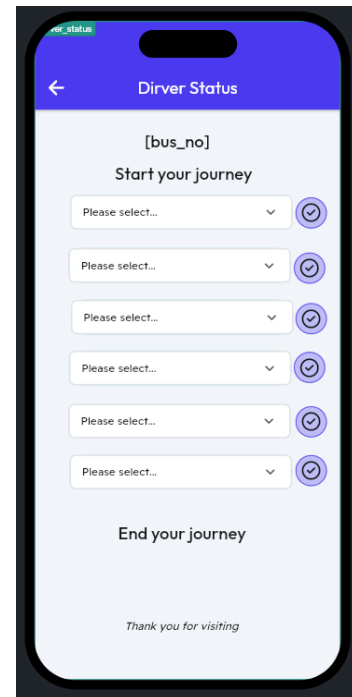 ver_status
Dirver Status
[bus_no]
Start your journey
Please select...
Please select...
Please select...
Please select...
Please select...
Please select...
End your journey
Thank you for visiting